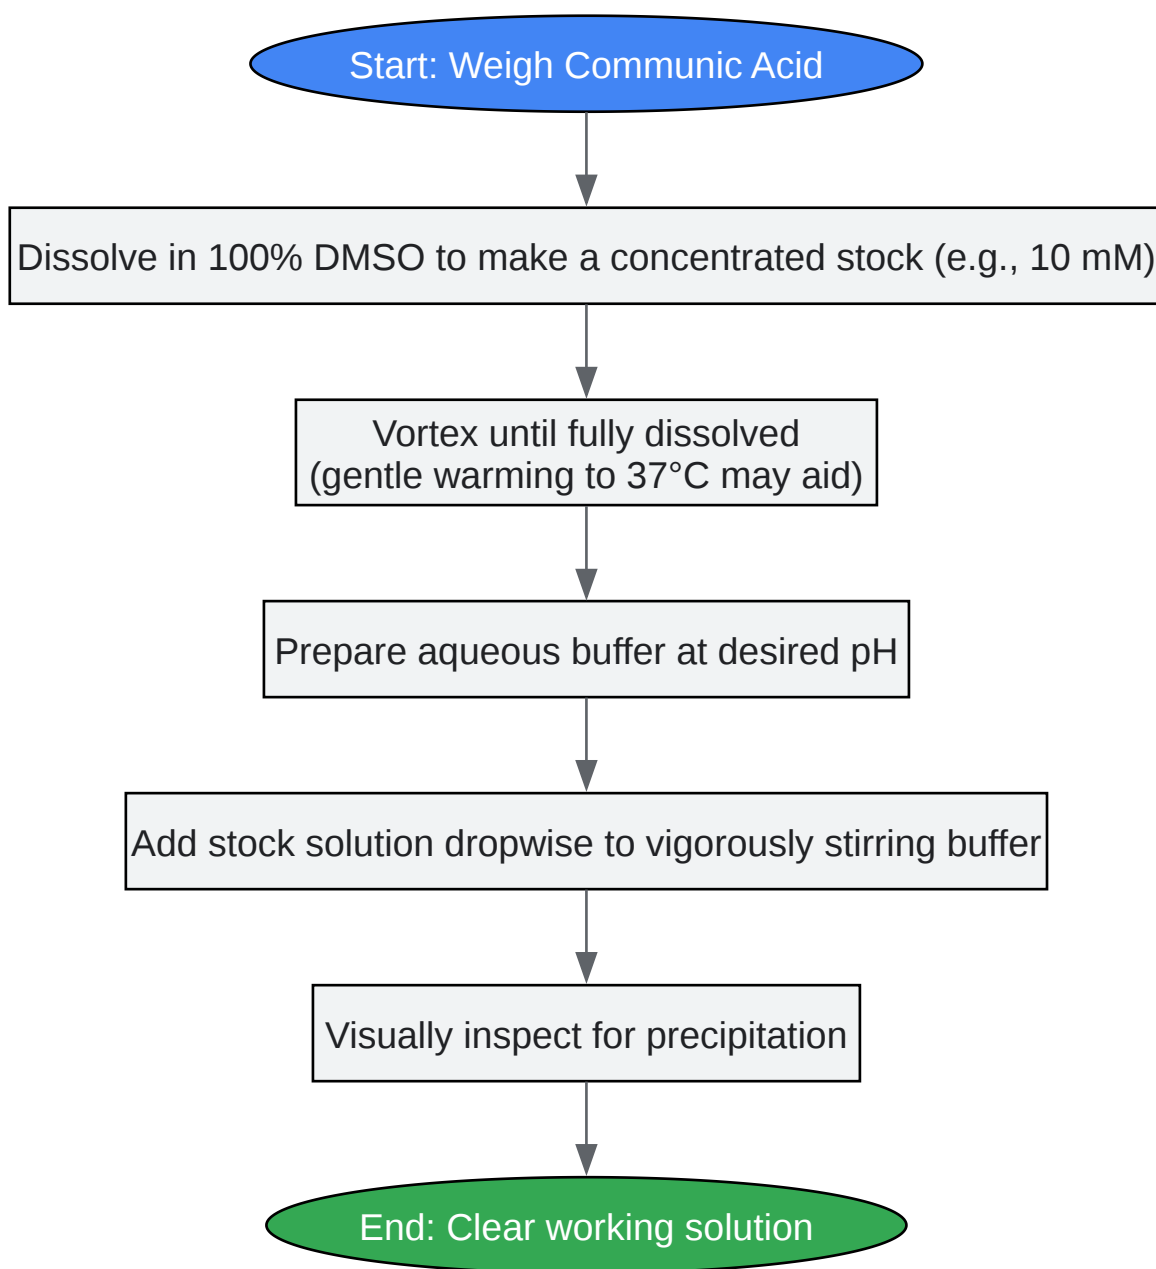 Start: Weigh Communic Acid
Dissolve in 100% DMSO to make a concentrated stock (e.g., 10 mM)
Vortex until fully dissolved
(gentle warming to 37°C may aid)
Prepare aqueous buffer at desired pH
Add stock solution dropwise to vigorously stirring buffer
Visually inspect for precipitation
End: Clear working solution